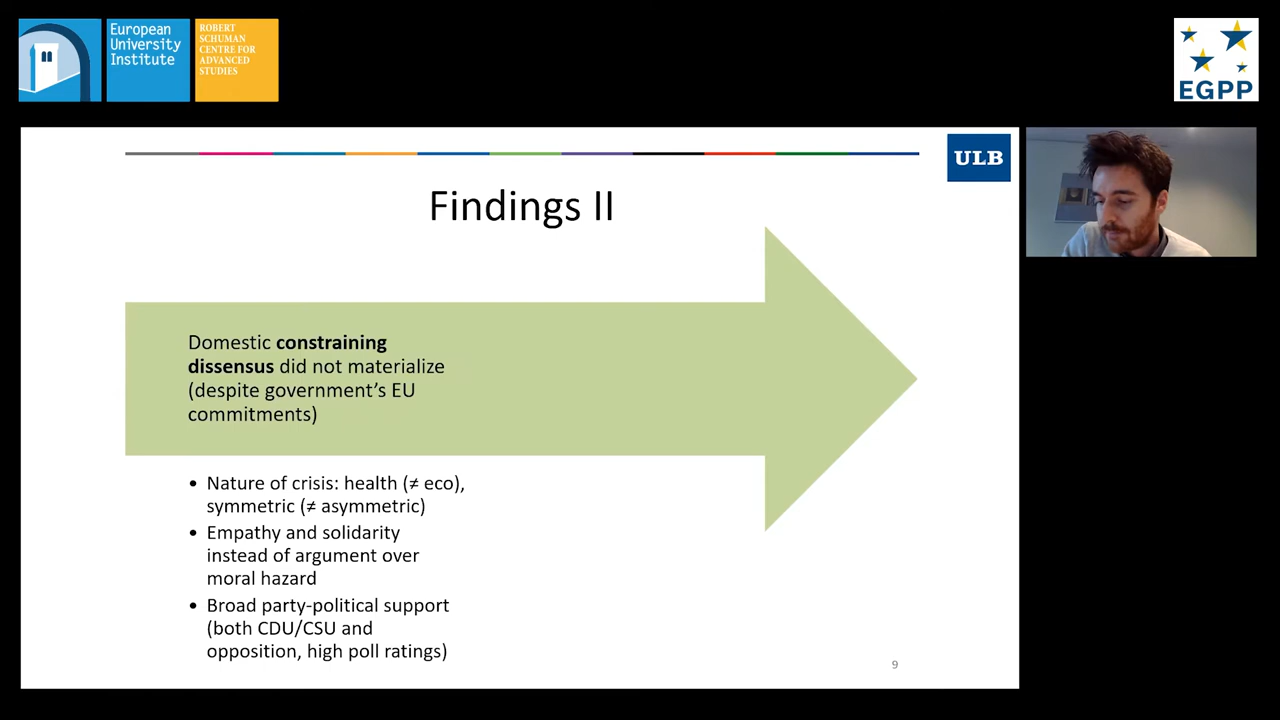 European
University
Institute
ROBERT
SCHUMAN
CENTRE FOR
ADVANCED
STUDIES
EGPP
ULB
Findings II
Domestic constraining
dissensus did not materialize
(despite government’s EU
commitments)
• Nature of crisis: health (≠ eco),
symmetric (≠ asymmetric)
• Empathy and solidarity
instead of argument over
moral hazard
• Broad party-political support
(both CDU/CSU and
opposition, high poll ratings)
9